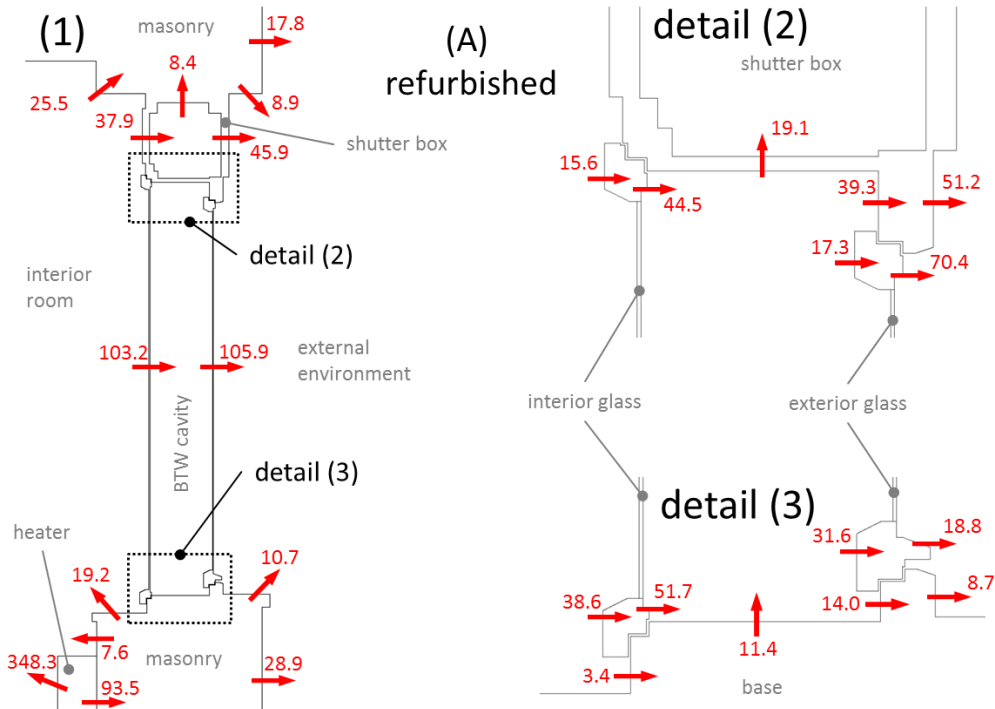 (1)
masonry
17.8
8.4
25.5
8.9
37.9
45.9
shutter box
detail (2)
interior
room
103.2
105.9
external
environment
BTW cavity
detail (3)
heater
19.2
10.7
7.6
masonry
348.3
93.5
28.9
(A)
refurbished
detail (2)
shutter box
19.1
15.6
44.5
39.3
51.2
17.3
70.4
interior glass
exterior glass
detail (3)
31.6
18.8
38.6
51.7
14.0
8.7
11.4
3.4
base